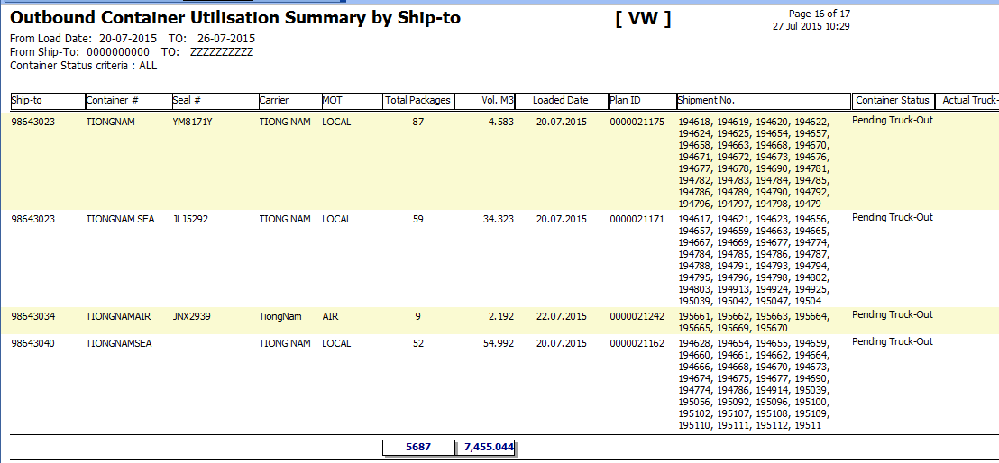 Outbound Container Utilisation Summary by Ship-to [ VW ] Page 16 of 17
27 Jul 2015 10:29
From Load Date: 20-07-2015 TO: 26-07-2015
From Ship-To: 0000000000 TO: ZZZZZZZZZZ
Container Status criteria : ALL
Ship-to Container # Seal # Carrier MOT Total Packages Vol. M3 Loaded Date Plan ID Shipment No. Container Status Actual Truck-
98643023 TIONGNAM YM8171Y TIONG NAM LOCAL 87 4.583 20.07.2015 0000021175 194618, 194619, 194620, 194622, Pending Truck-Out
194624, 194625, 194654, 194657,
194658, 194663, 194668, 194670,
194671, 194672, 194673, 194676,
194677, 194678, 194690, 194781,
194782, 194783, 194784, 194785,
194786, 194789, 194790, 194792,
194796, 194797, 194798, 19479
98643023 TIONGNAM SEA JLJ5292 TIONG NAM LOCAL 59 34.323 20.07.2015 0000021171 194617, 194621, 194623, 194656, Pending Truck-Out
194657, 194659, 194663, 194665,
194667, 194669, 194677, 194774,
194784, 194785, 194786, 194787,
194788, 194791, 194793, 194794,
194795, 194796, 194798, 194802,
194803, 194913, 194924, 194925,
195039, 195042, 195047, 19504
98643034 TIONGNAMAIR JNX2939 TiongNam AIR 9 2.192 22.07.2015 0000021242 195661, 195662, 195663, 195664, Pending Truck-Out
195665, 195669, 195670
98643040 TIONGNAMSEA TIONG NAM LOCAL 52 54.992 20.07.2015 0000021162 194628, 194654, 194655, 194659, Pending Truck-Out
194660, 194661, 194662, 194664,
194666, 194668, 194670, 194673,
194674, 194675, 194677, 194690,
194774, 194786, 194914, 195039,
195056, 195092, 195096, 195100,
195102, 195107, 195108, 195109,
195110, 195111, 195112, 19511
5687 7,455.044